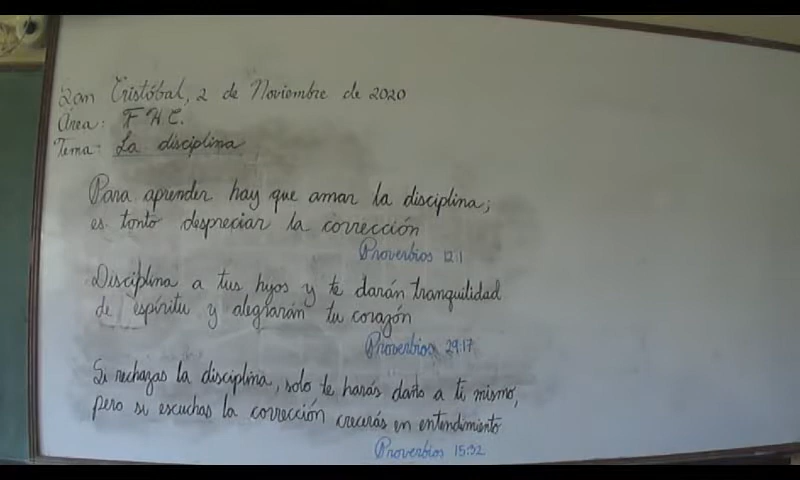 San Cristóbal, 2 de Noviembre de 2020
Área: F H C.
Tema: La disciplina
Para aprender hay que amar la disciplina;
es tonto despreciar la corrección
Proverbios 12:1
Disciplina a tus hijos y te darán tranquilidad
de espíritu y alegrarán tu corazón
Proverbios 29:17
Si rechazas la disciplina, solo te harás daño a ti mismo,
pero si escuchas la corrección crecerás en entendimiento
Proverbios 15:32